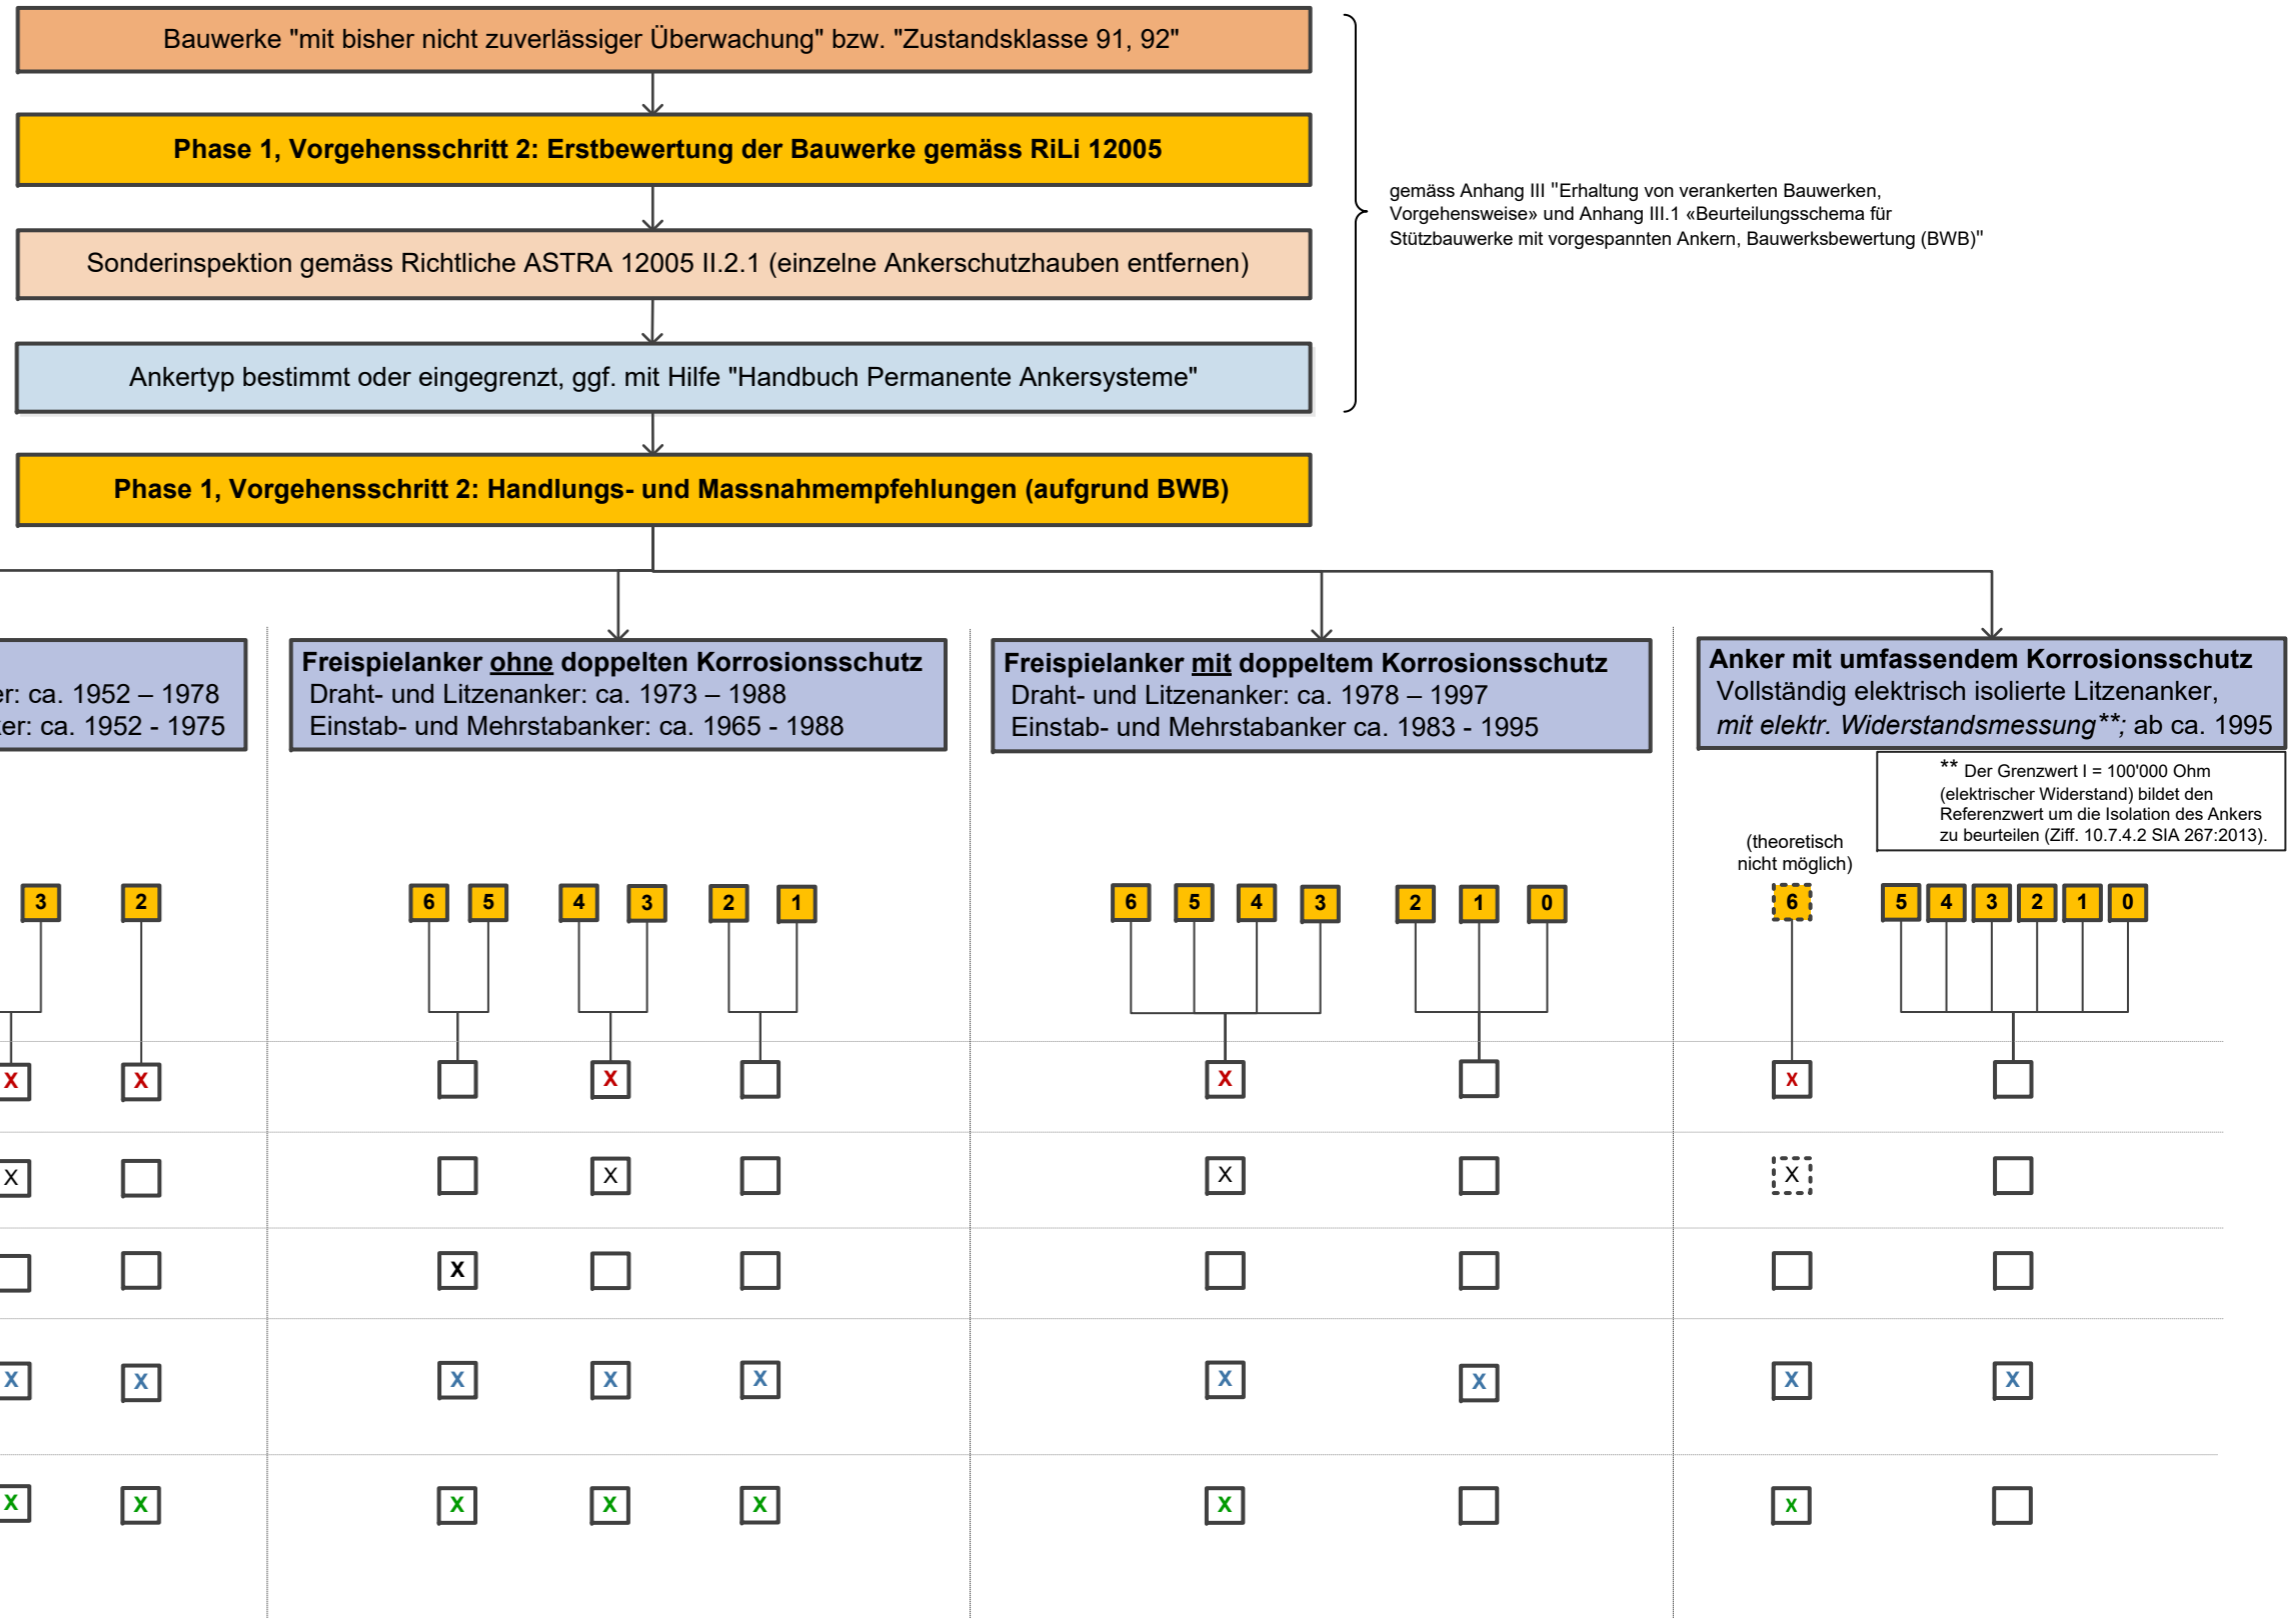 Bauwerke "mit bisher nicht zuverlässiger Überwachung" bzw. "Zustandsklasse 91, 92"
Phase 1, Vorgehensschritt 2: Erstbewertung der Bauwerke gemäss RiLi 12005
Sonderinspektion gemäss Richtliche ASTRA 12005 II.2.1 (einzelne Ankerschutzhauben entfernen)
Ankertyp bestimmt oder eingegrenzt, ggf. mit Hilfe "Handbuch Permanente Ankersysteme"
gemäss Anhang III "Erhaltung von verankerten Bauwerken,
Vorgehensweise» und Anhang III.1 «Beurteilungsschema für
Stützbauwerke mit vorgespannten Ankern, Bauwerksbewertung (BWB)"
Phase 1, Vorgehensschritt 2: Handlungs- und Massnahmempfehlungen (aufgrund BWB)
er: ca. 1952 – 1978
ker: ca. 1952 - 1975
Freispielanker ohne doppelten Korrosionsschutz
Draht- und Litzenanker: ca. 1973 – 1988
Einstab- und Mehrstabanker: ca. 1965 - 1988
Freispielanker mit doppeltem Korrosionsschutz
Draht- und Litzenanker: ca. 1978 – 1997
Einstab- und Mehrstabanker ca. 1983 - 1995
Anker mit umfassendem Korrosionsschutz
Vollständig elektrisch isolierte Litzenanker,
mit elektr. Widerstandsmessung**; ab ca. 1995
** Der Grenzwert I = 100'000 Ohm
(elektrischer Widerstand) bildet den
Referenzwert um die Isolation des Ankers
zu beurteilen (Ziff. 10.7.4.2 SIA 267:2013).
(theoretisch
nicht möglich)
3 2 6 5 4 3 2 1 6 5 4 3 2 1 0 6 5 4 3 2 1 0
X X X X X
X X X X
X
X X X X X X X X X
X X X X X X X